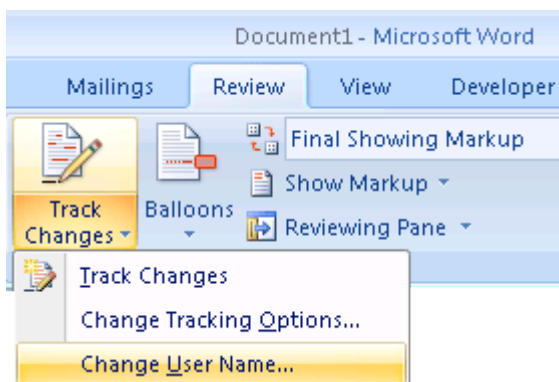 Document1 - Microsoft Word
Mailings Review View Developer
Final Showing Markup
Show Markup
Reviewing Pane
Track Changes
Balloons
Track Changes
Change Tracking Options...
Change User Name...